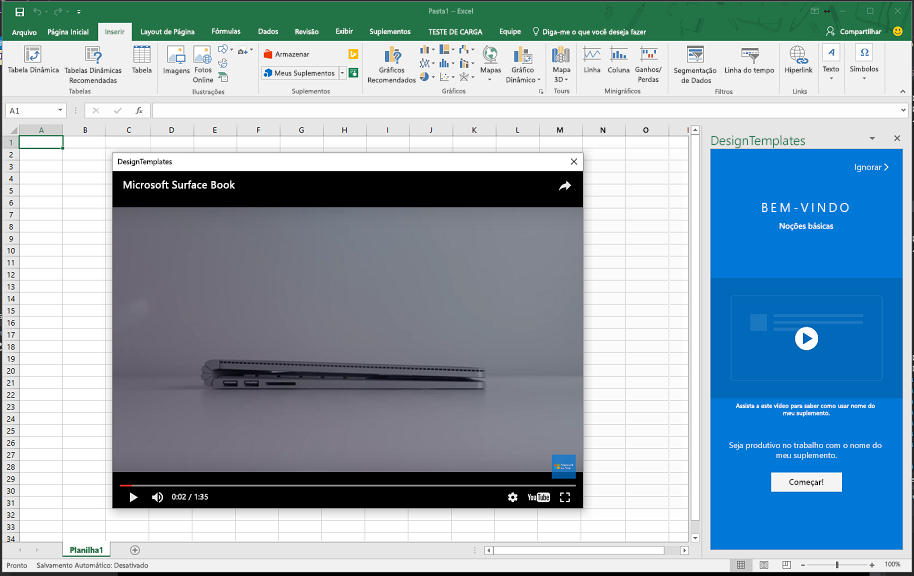 Pasta1 – Excel
Arquivo Página Inicial Inserir Layout de Página Fórmulas Dados Revisão Exibir Suplementos TESTE DE CARGA Equipe Diga-me o que você deseja fazer Compartilhar
Tabela Dinâmica
Tabelas Dinâmicas
Recomendadas
Tabela
Tabelas
Imagens
Fotos
Online
Ilustrações
Armazenar
Meus Suplementos
Suplementos
Gráficos
Recomendados
Mapas
Gráfico
Dinâmico
Gráficos
Mapa
3D
Tours
Linha
Coluna
Ganhos/
Perdas
Minigráficos
Segmentação
de Dados
Linha do tempo
Filtros
Hiperlink
Links
Texto
Símbolos
A1
fx
A B C D E F G H I J K L M N O
1
2
3
4
5
6
7
8
9
10
11
12
13
14
15
16
17
18
19
20
21
22
23
24
25
26
27
28
29
30
31
32
33
34
DesignTemplates
Microsoft Surface Book
0:02 / 1:35
YouTube
DesignTemplates
Ignorar
BEM-VINDO
Noções básicas
Assista a este vídeo para saber como usar nome do
meu suplemento.
Seja produtivo no trabalho com o nome do
meu suplemento.
Começar!
Planilha1
Pronto Salvamento Automático: Desativado
100%